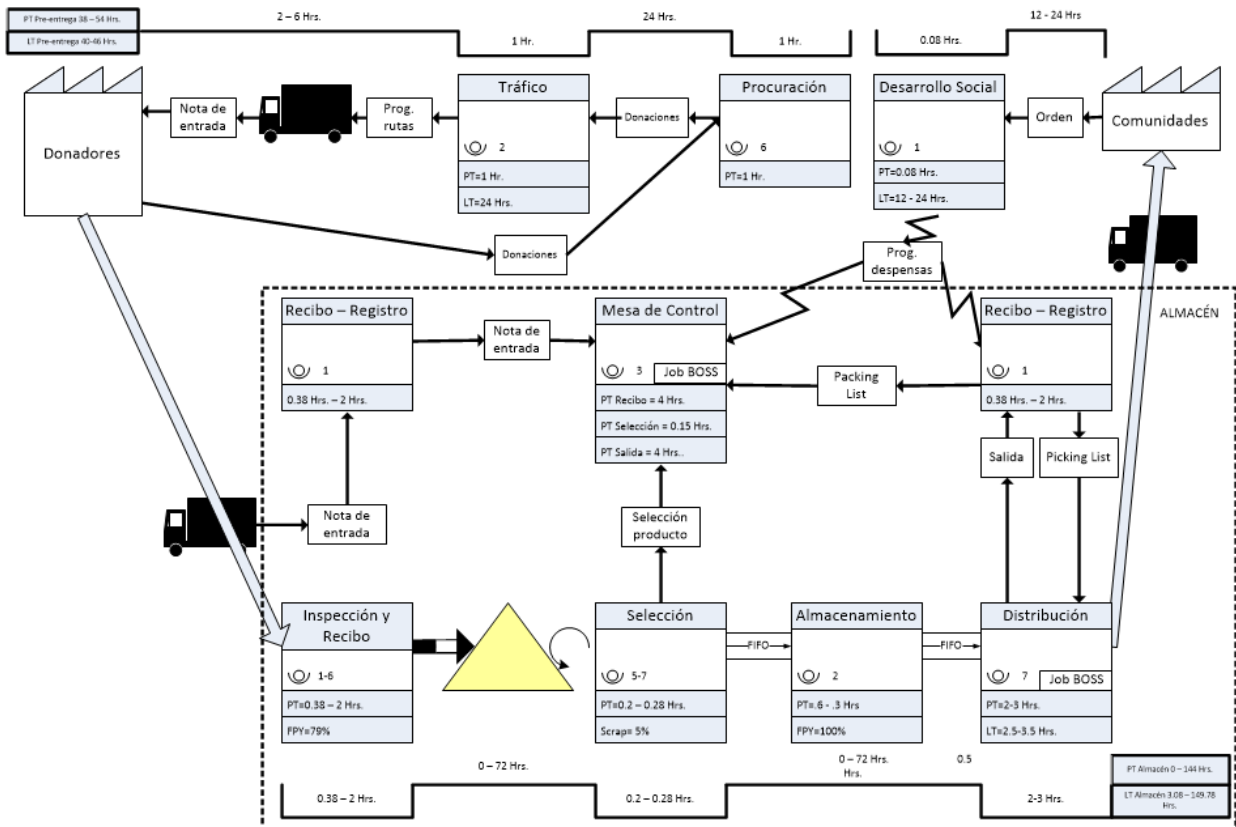 PT Pre-entrega 38 – 54 Hrs.
LT Pre-entrega 40-46 Hrs.
2 – 6 Hrs.
1 Hr.
24 Hrs.
1 Hr.
0.08 Hrs.
12 - 24 Hrs
Donadores
Nota de
entrada
Prog.
rutas
Tráfico
2
PT=1 Hr.
LT=24 Hrs.
Donaciones
Procuración
6
PT=1 Hr.
Desarrollo Social
1
PT=0.08 Hrs.
LT=12 - 24 Hrs.
Orden
Comunidades
Donaciones
Prog.
despensas
ALMACÉN
Recibo – Registro
1
0.38 Hrs. – 2 Hrs.
Nota de
entrada
Mesa de Control
3
Job BOSS
PT Recibo = 4 Hrs.
PT Selección = 0.15 Hrs.
PT Salida = 4 Hrs..
Packing
List
Recibo – Registro
1
0.38 Hrs. – 2 Hrs.
Salida
Picking List
Nota de
entrada
Selección
producto
Inspección y
Recibo
1-6
PT=0.38 – 2 Hrs.
FPY=79%
Selección
5-7
PT=0.2 – 0.28 Hrs.
Scrap= 5%
FIFO
Almacenamiento
2
PT=.6 - .3 Hrs
FPY=100%
FIFO
Distribución
7
Job BOSS
PT=2-3 Hrs.
LT=2.5-3.5 Hrs.
0.38 – 2 Hrs.
0 – 72 Hrs.
0.2 – 0.28 Hrs.
0 – 72 Hrs.
Hrs.
0.5
2-3 Hrs.
PT Almacén 0 – 144 Hrs.
LT Almacén 3.08 – 149.78
Hrs.